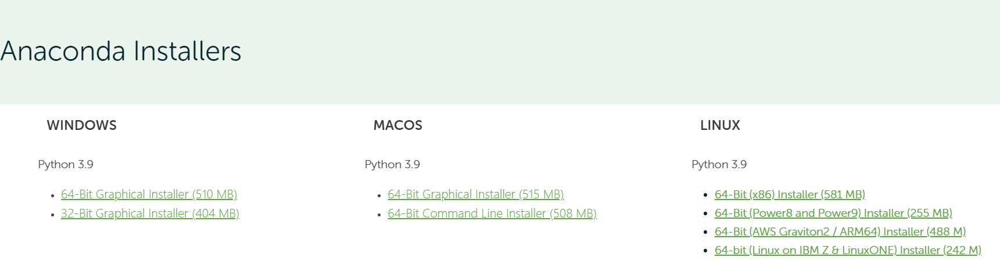 Anaconda Installers
WINDOWS
Python 3.9
64-Bit Graphical Installer (510 MB)
32-Bit Graphical Installer (404 MB)
MACOS
Python 3.9
64-Bit Graphical Installer (515 MB)
64-Bit Command Line Installer (508 MB)
LINUX
Python 3.9
64-Bit (x86) Installer (581 MB)
64-Bit (Power8 and Power9) Installer (255 MB)
64-Bit (AWS Graviton2 / ARM64) Installer (488 M)
64-bit (Linux on IBM Z & LinuxONE) Installer (242 M)